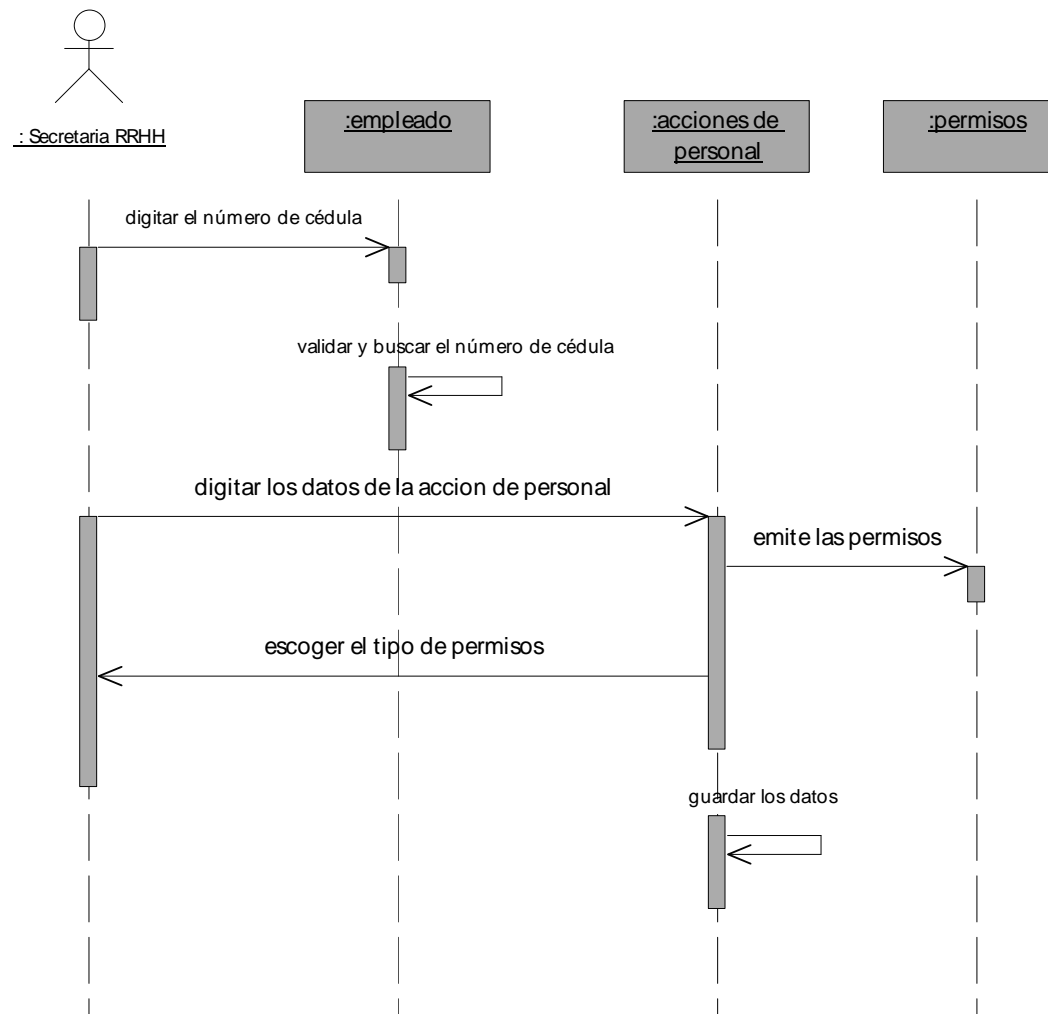 : Secretaria RRHH
:empleado
:acciones de
personal
:permisos
digitar el número de cédula
validar y buscar el número de cédula
digitar los datos de la accion de personal
emite las permisos
escoger el tipo de permisos
guardar los datos